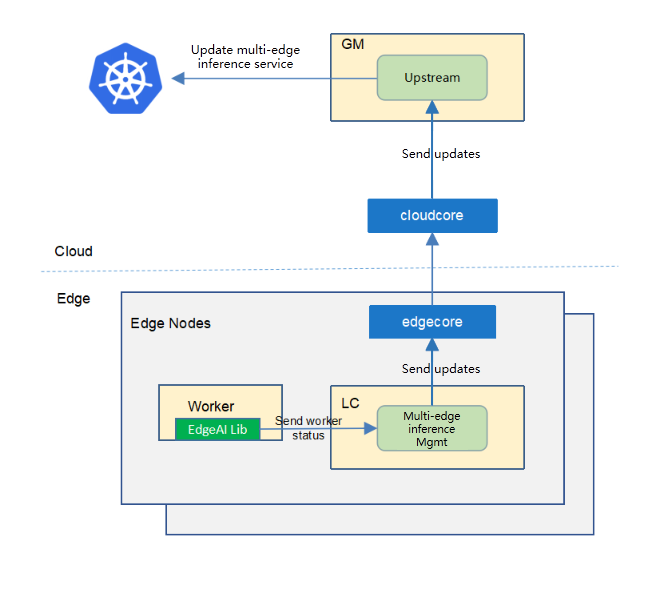 GM
Update multi-edge
inference service
Upstream
Send updates
cloudcore
Cloud
Edge
Edge Nodes
edgecore
Send updates
Worker
LC
EdgeAI Lib
Send worker
status
Multi-edge
inference
Mgmt